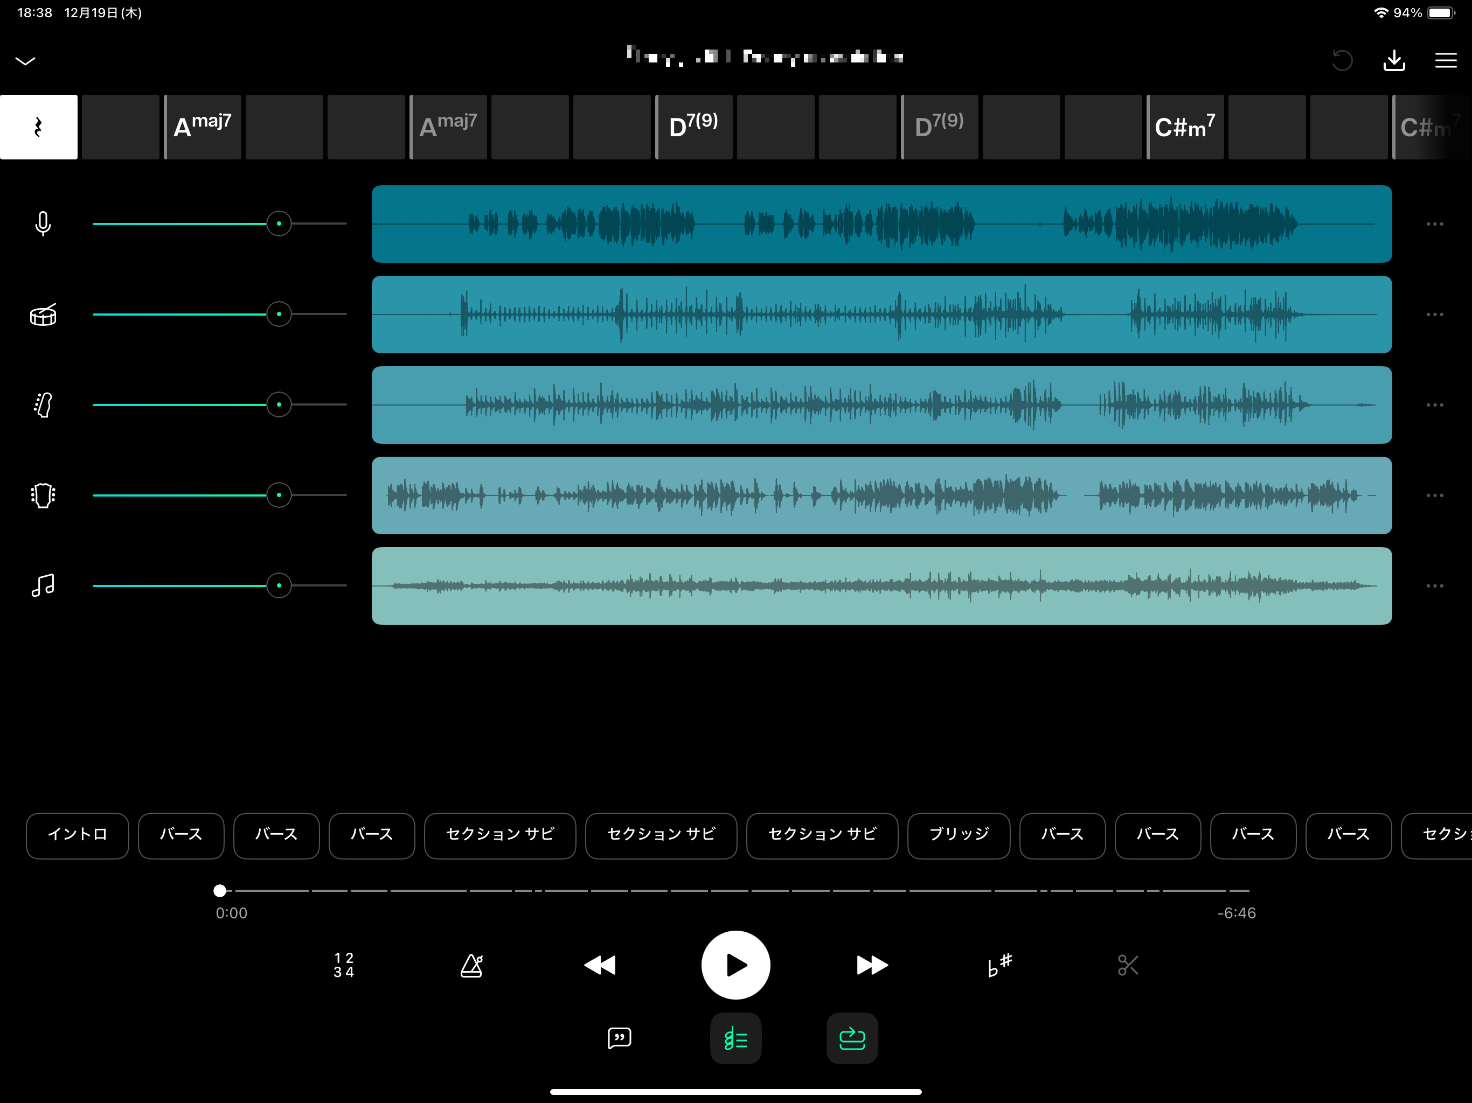 18:38 12月19日(木) 94%
Amaj7 Amaj7 D7(9) D7(9) C#m7 C#m7
イントロ バース バース バース セクション サビ セクション サビ セクション サビ ブリッジ バース バース バース バース セクシ
0:00 -6:46
1 2
3 4